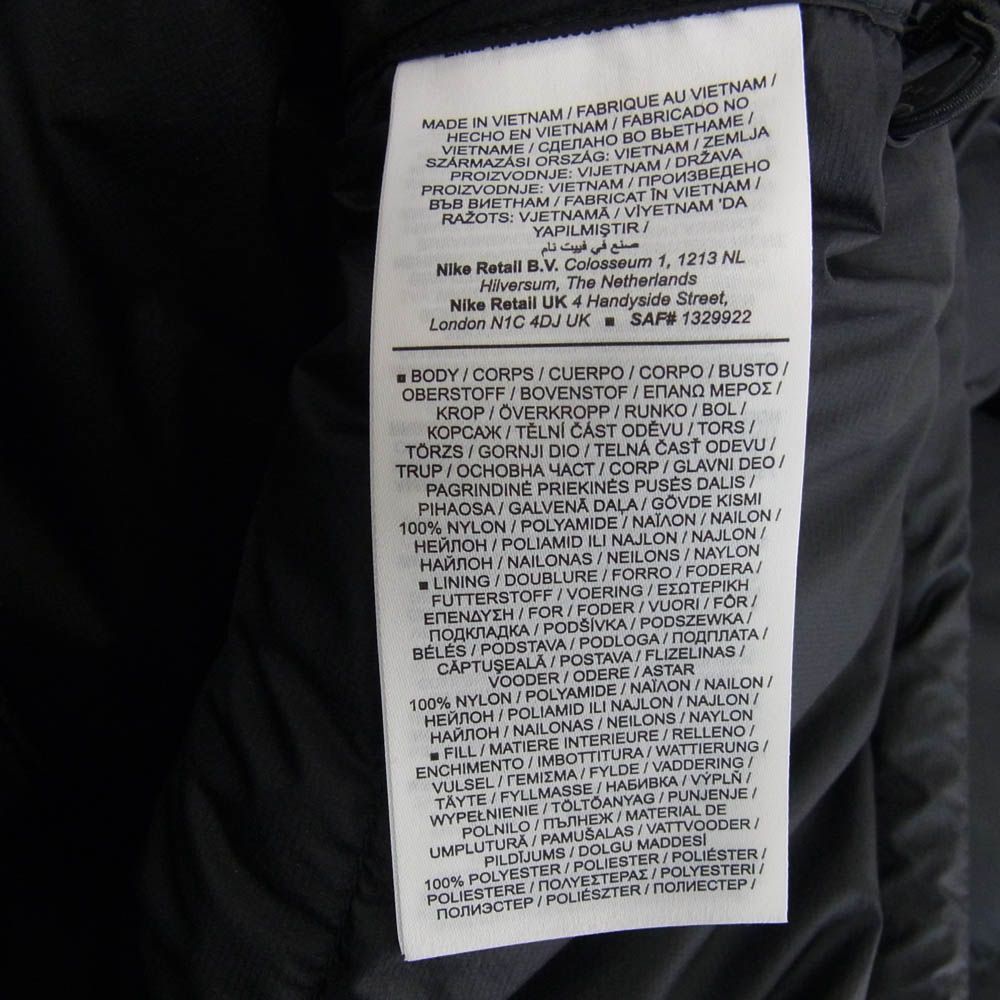 MADE IN VIETNAM / FABRIQUE AU VIETNAM /
HECHO EN VIETNAM / FABRICADO NO
VIETNAME / СДЕЛАНО ВО ВЬЕТНАМЕ /
SZÁRMAZÁSI ORSZÁG: VIETNAM / ZEMLJA
PROIZVODNJE: VIJETNAM / DRŽAVA
PROIZVODNJE: VIETNAM / ПРОИЗВЕДЕНО
ВЪВ ВИЕТНАМ / FABRICAT ÎN VIETNAM /
RAŽOTS: VJETNAMĀ / VİYETNAM 'DA
YAPILMIŞTIR /
صنع في فييت نام
Nike Retail B.V. Colosseum 1, 1213 NL
Hilversum, The Netherlands
Nike Retail UK 4 Handyside Street,
London N1C 4DJ UK ■ SAF# 1329922
■ BODY / CORPS / CUERPO / CORPO / BUSTO /
OBERSTOFF / BOVENSTOF / ΕΠΑΝΩ ΜΕΡΟΣ /
KROP / ÖVERKROPP / RUNKO / BOL /
КОРСАЖ / TĚLNÍ ČÁST ODĚVU / TORS /
TÖRZS / GORNJI DIO / TELNÁ ČASŤ ODEVU /
TRUP / ОСНОВНА ЧАСТ / CORP / GLAVNI DEO /
PAGRINDINĖ PRIEKINĖS PUSĖS DALIS /
PIHAOSA / GALVENĀ DAĻA / GÖVDE KISMI
100% NYLON / POLYAMIDE / ΝΑΪΛΟΝ / NAILON /
НЕЙЛОН / POLIAMID ILI NAJLON / NAJLON /
НАЙЛОН / NAILONAS / NEILONS / NAYLON
■ LINING / DOUBLURE / FORRO / FODERA /
FUTTERSTOFF / VOERING / ΕΣΩΤΕΡΙΚΗ
ΕΠΕΝΔΥΣΗ / FOR / FODER / VUORI / FÔR /
ПОДКЛАДКА / PODŠÍVKA / PODSZEWKA /
BÉLÉS / PODSTAVA / PODLOGA / ПОДПЛАТА /
CĂPTUȘEALĂ / POSTAVA / FLIZELINAS /
VOODER / ODERE / ASTAR
100% NYLON / POLYAMIDE / ΝΑΪΛΟΝ / NAILON /
НЕЙЛОН / POLIAMID ILI NAJLON / NAJLON /
НАЙЛОН / NAILONAS / NEILONS / NAYLON
■ FILL / MATIERE INTERIEURE / RELLENO /
ENCHIMENTO / IMBOTTITURA / WATTIERUNG /
VULSEL / ΓΕΜΙΣΜΑ / FYLDE / VADDERING /
TÄYTE / FYLLMASSE / НАБИВКА / VÝPLŇ /
WYPEŁNIENIE / TÖLTŐANYAG / PUNJENJE /
POLNILO / ПЪЛНЕЖ / MATERIAL DE
UMPLUTURĂ / PAMUŠALAS / VATTVOODER /
PILDĪJUMS / DOLGU MADDESİ
100% POLYESTER / POLIESTER / POLIÉSTER /
POLIESTERE / ΠΟΛΥΕΣΤΕΡΑΣ / POLYESTERI /
ПОЛИЭСТЕР / POLIÉSZTER / ПОЛИЕСТЕР /